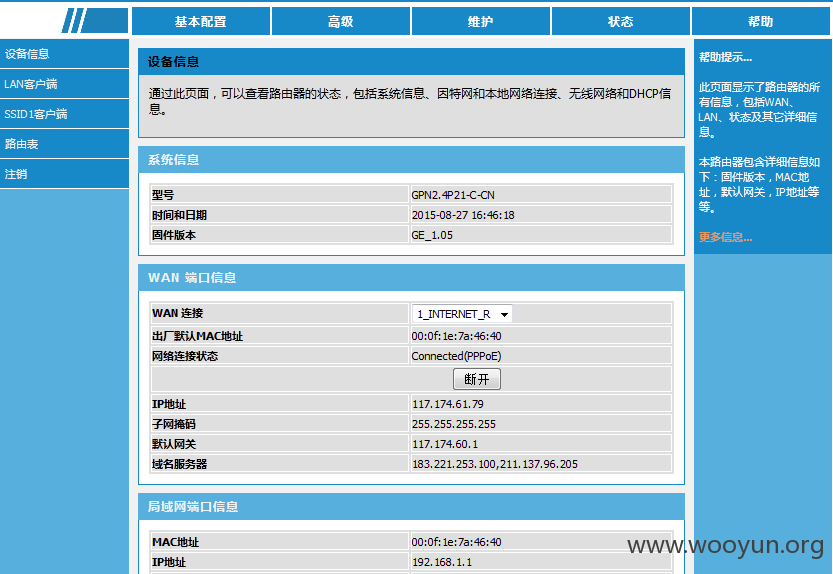 基本配置 高级 维护 状态 帮助
设备信息
LAN客户端
SSID1客户端
路由表
注销
设备信息
通过此页面，可以查看路由器的状态，包括系统信息、因特网和本地网络连接、无线网络和DHCP信
息。
系统信息
型号 GPN2.4P21-C-CN
时间和日期 2015-08-27 16:46:18
固件版本 GE_1.05
WAN 端口信息
WAN 连接 1_INTERNET_R
出厂默认MAC地址 00:0f:1e:7a:46:40
网络连接状态 Connected(PPPoE)
断开
IP地址 117.174.61.79
子网掩码 255.255.255.255
默认网关 117.174.60.1
域名服务器 183.221.253.100,211.137.96.205
局域网端口信息
MAC地址 00:0f:1e:7a:46:40
IP地址 192.168.1.1
帮助提示...
此页面显示了路由器的所
有信息，包括WAN、
LAN、状态及其它详细信
息。
本路由器包含详细信息如
下：固件版本，MAC地
址，默认网关，IP地址等
等。
更多信息...
www.wooyun.org